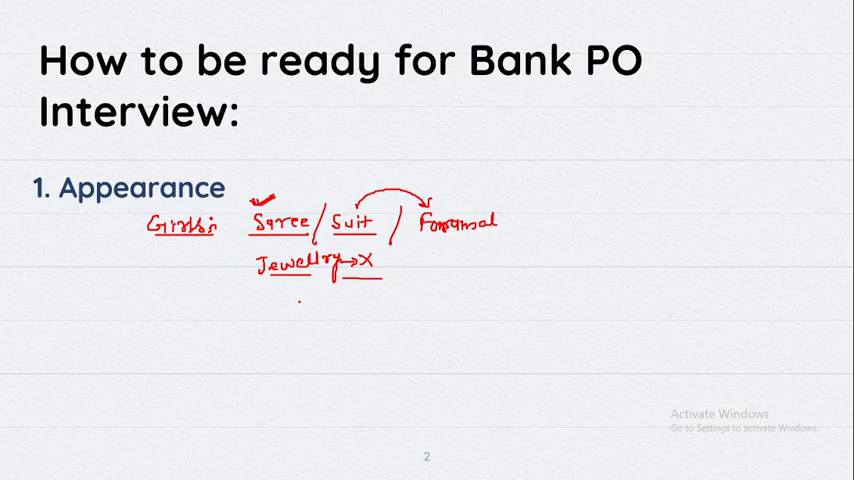 How to be ready for Bank PO
Interview:
1. Appearance
Girls: Saree / Suit / Formal
Jewellry → X
Activate Windows
Go to Settings to activate Windows.
2